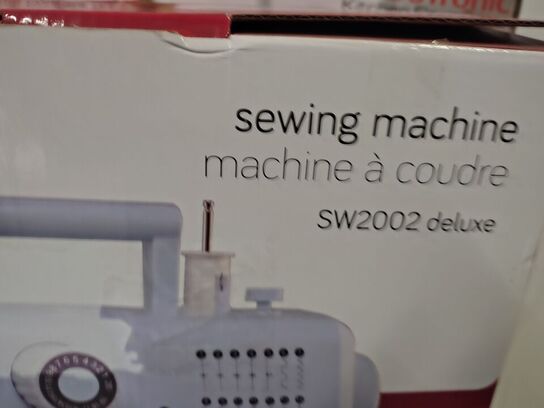 sewing machine
machine à coudre
SW2002 deluxe